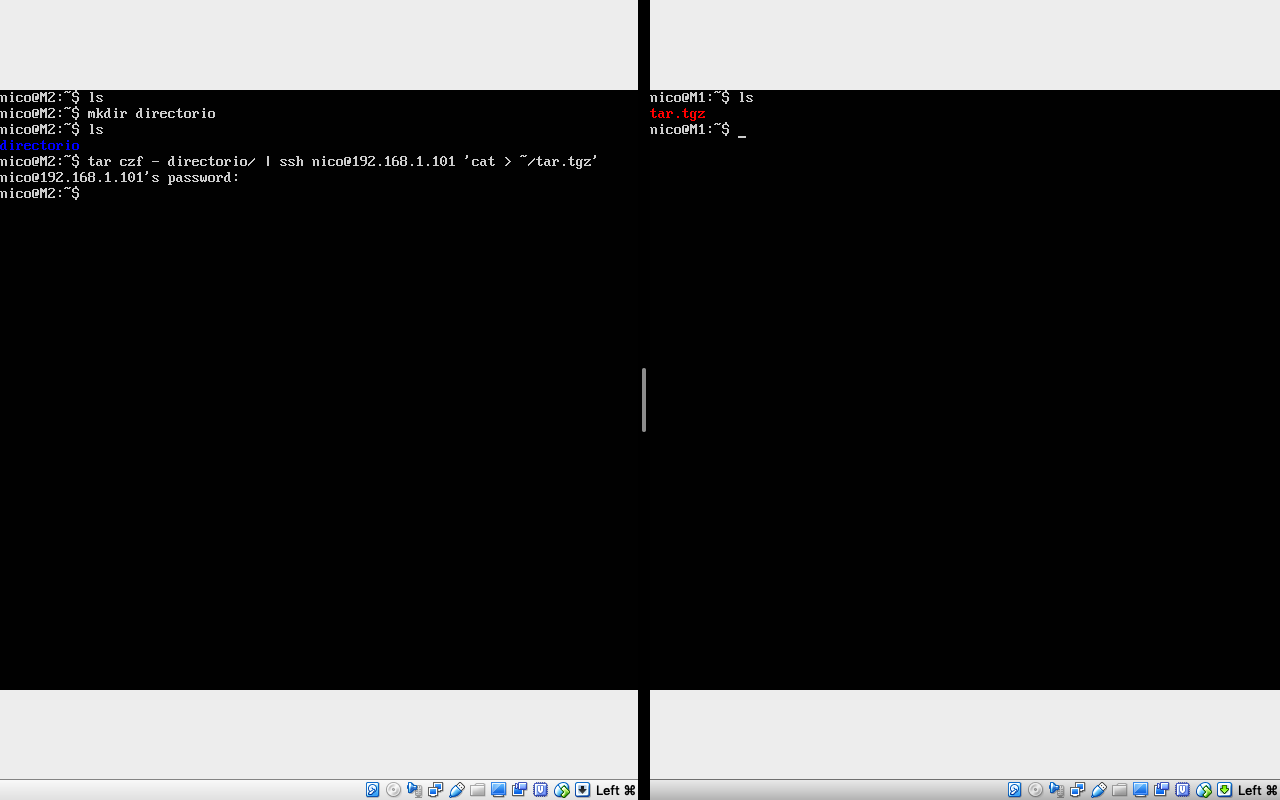 nico@M2:~$ ls
nico@M2:~$ mkdir directorio
nico@M2:~$ ls
directorio
nico@M2:~$ tar czf - directorio/ | ssh nico@192.168.1.101 'cat > ~/tar.tgz'
nico@192.168.1.101's password:
nico@M2:~$
nico@M1:~$ ls
tar.tgz
nico@M1:~$ _
Left ⌘
Left ⌘